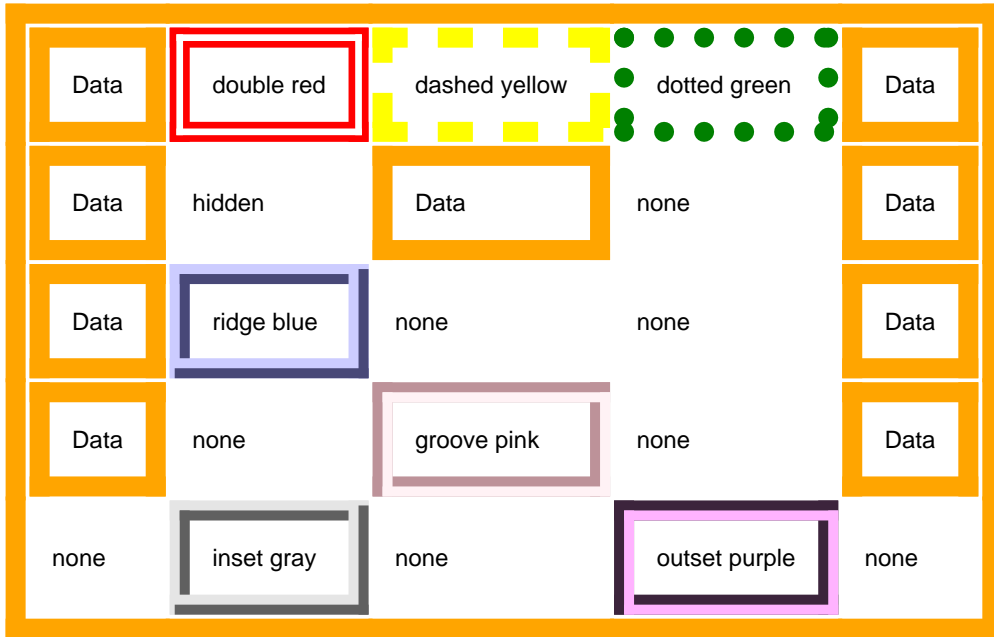 Data double red dashed yellow dotted green Data
Data hidden Data none Data
Data ridge blue none none Data
Data none groove pink none Data
none inset gray none outset purple none